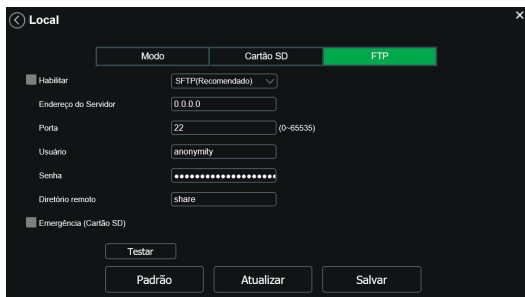 Local
Modo Cartão SD FTP
Habilitar SFTP(Recomendado)
Endereço do Servidor 0.0.0.0
Porta 22 (0~65535)
Usuário anonymity
Senha ••••••••••••••••••••
Diretório remoto share
Emergência (Cartão SD)
Testar
Padrão Atualizar Salvar